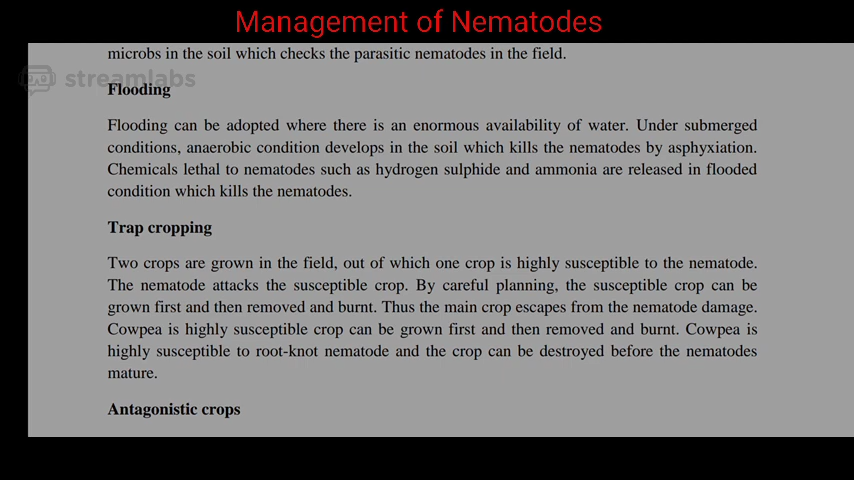 Management of Nematodes
microbs in the soil which checks the parasitic nematodes in the field.
streamlabs
Flooding
Flooding can be adopted where there is an enormous availability of water. Under submerged
conditions, anaerobic condition develops in the soil which kills the nematodes by asphyxiation.
Chemicals lethal to nematodes such as hydrogen sulphide and ammonia are released in flooded
condition which kills the nematodes.
Trap cropping
Two crops are grown in the field, out of which one crop is highly susceptible to the nematode.
The nematode attacks the susceptible crop. By careful planning, the susceptible crop can be
grown first and then removed and burnt. Thus the main crop escapes from the nematode damage.
Cowpea is highly susceptible crop can be grown first and then removed and burnt. Cowpea is
highly susceptible to root-knot nematode and the crop can be destroyed before the nematodes
mature.
Antagonistic crops